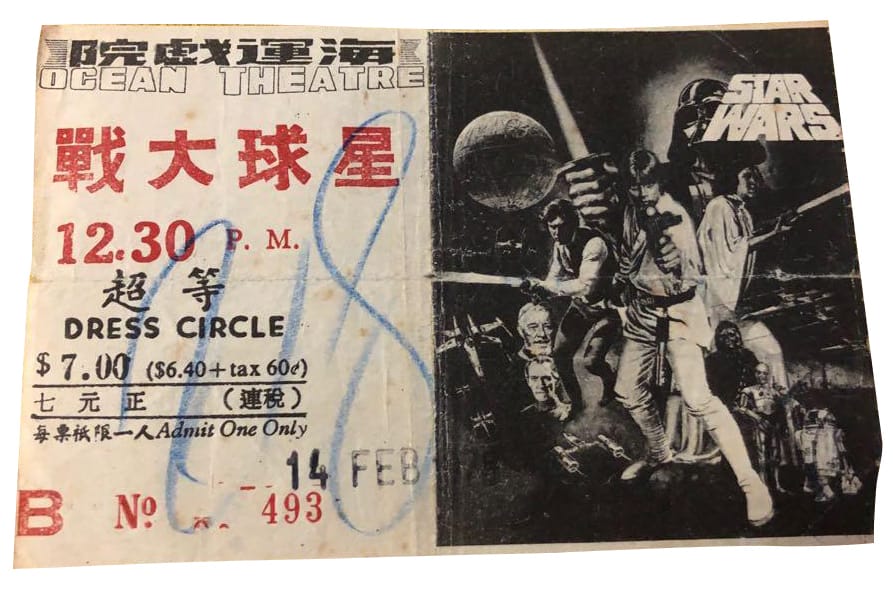 海運戲院
OCEAN THEATRE
星球大戰
12.30 P. M.
超等
DRESS CIRCLE
$7.00 ($6.40+tax 60¢)
七元正 (連稅)
每票祇限一人 Admit One Only
14 FEB
B Nº 493
STAR
WARS